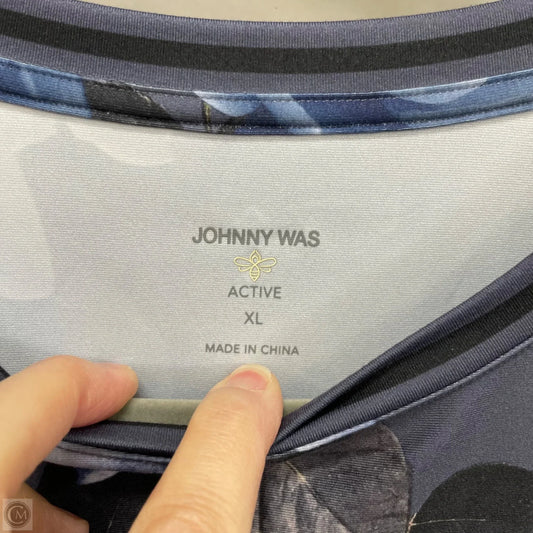 JOHNNY WAS
ACTIVE
XL
MADE IN CHINA